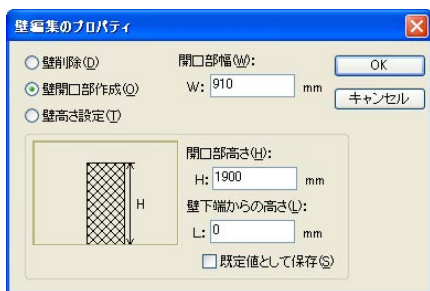 壁編集のプロパティ
壁削除(D)
壁開口部作成(O)
壁高さ設定(T)
開口部幅(W):
W: 910 mm
OK
キャンセル
H
開口部高さ(H):
H: 1900 mm
壁下端からの高さ(L):
L: 0 mm
既定値として保存(S)